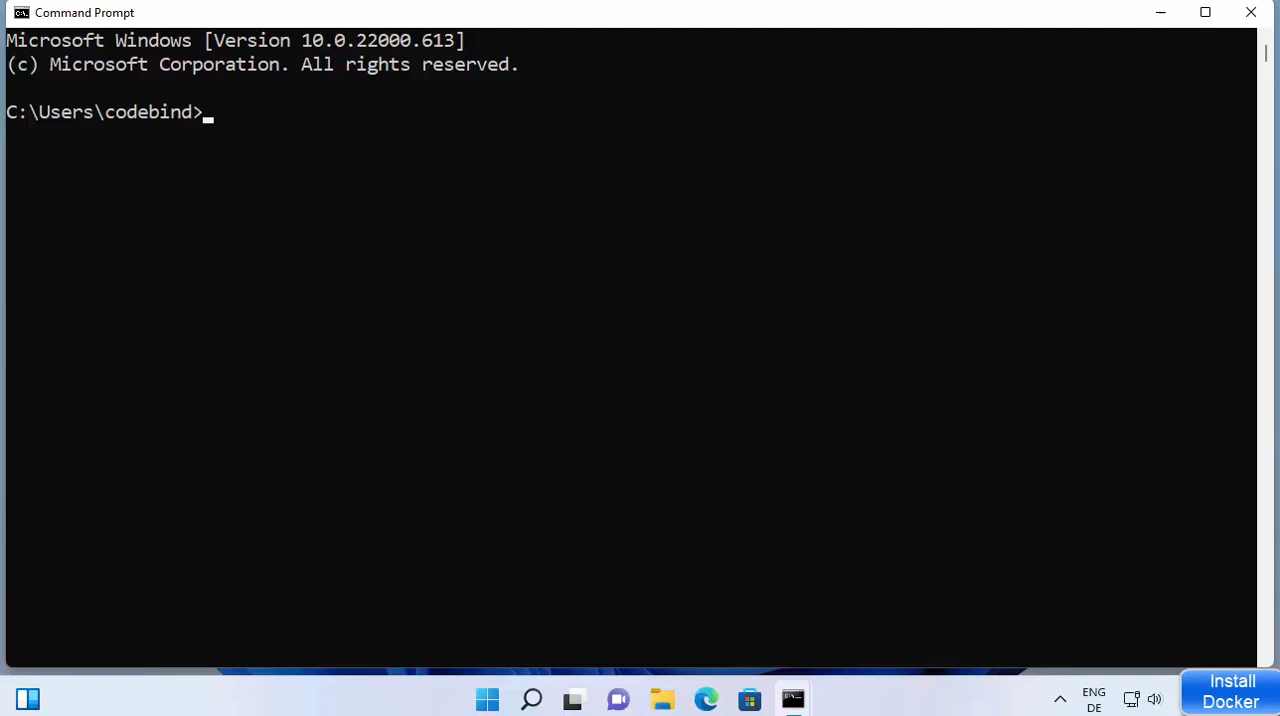 Command Prompt
Microsoft Windows [Version 10.0.22000.613]
(c) Microsoft Corporation. All rights reserved.
C:\Users\codebind>
ENG
DE
Install
Docker